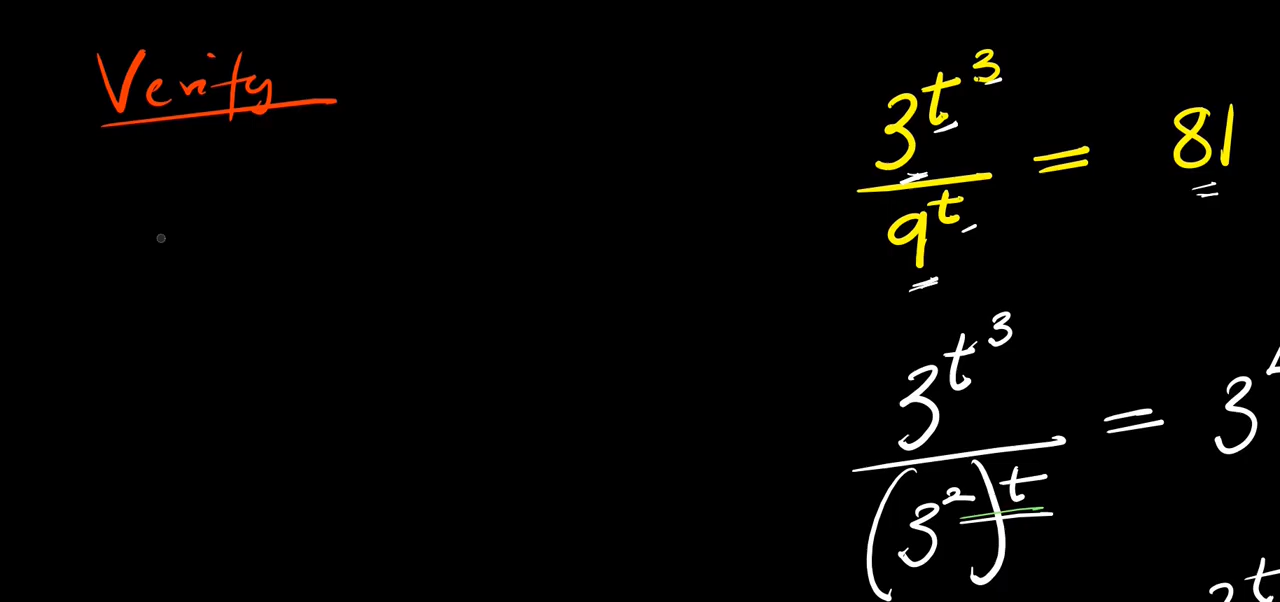 Verify
3^t^3 / 9^t = 81
3^t^3 / (3^2)^t = 3